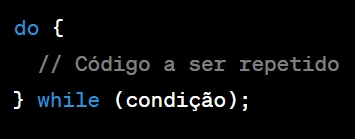 do {
  // Código a ser repetido
} while (condição);